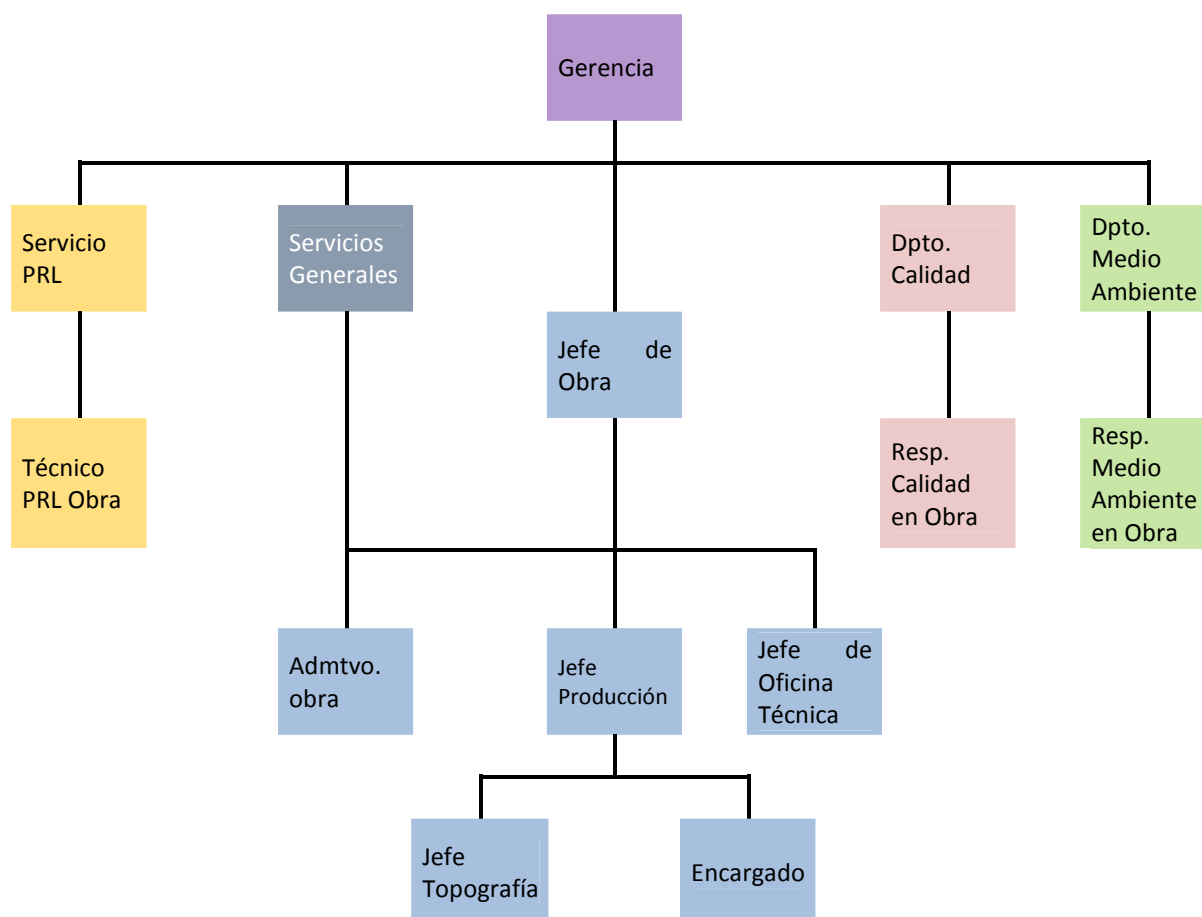 Gerencia
Servicio
PRL
Servicios
Generales
Dpto.
Calidad
Dpto.
Medio
Ambiente
Jefe de
Obra
Técnico
PRL Obra
Resp.
Calidad
en Obra
Resp.
Medio
Ambiente
en Obra
Admtvo.
obra
Jefe
Producción
Jefe de
Oficina
Técnica
Jefe
Topografía
Encargado